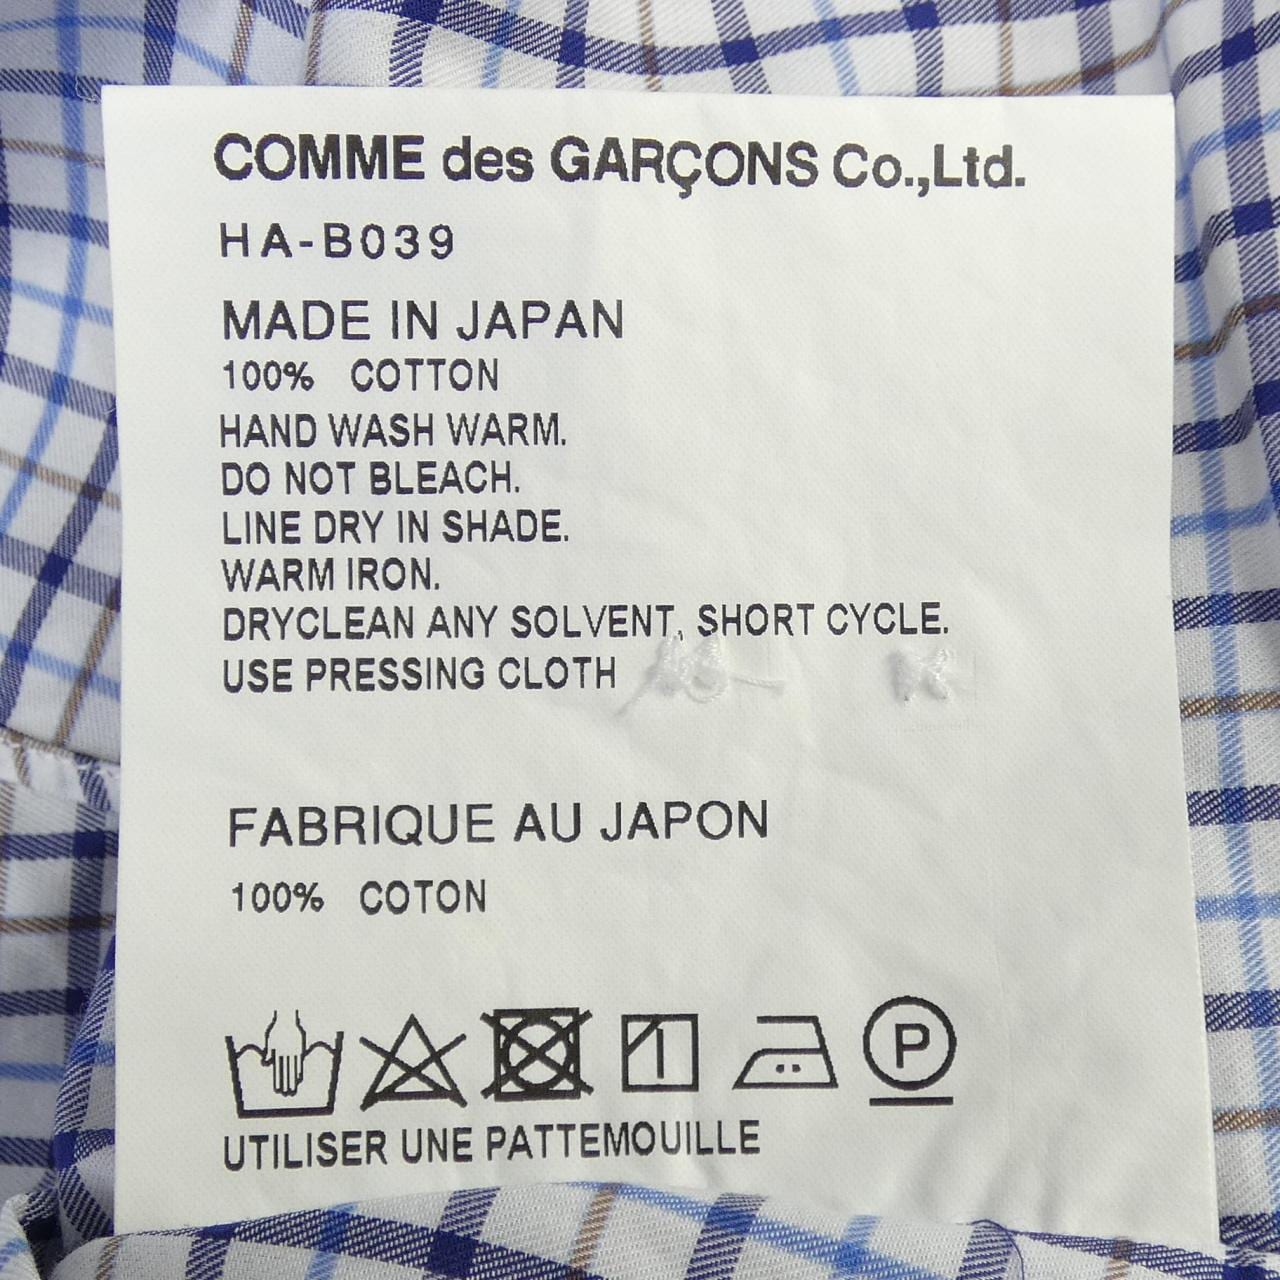 COMME des GARÇONS Co.,Ltd.
HA-B039
MADE IN JAPAN
100% COTTON
HAND WASH WARM.
DO NOT BLEACH.
LINE DRY IN SHADE.
WARM IRON.
DRYCLEAN ANY SOLVENT, SHORT CYCLE.
USE PRESSING CLOTH
FABRIQUE AU JAPON
100% COTON
P
UTILISER UNE PATTEMOUILLE